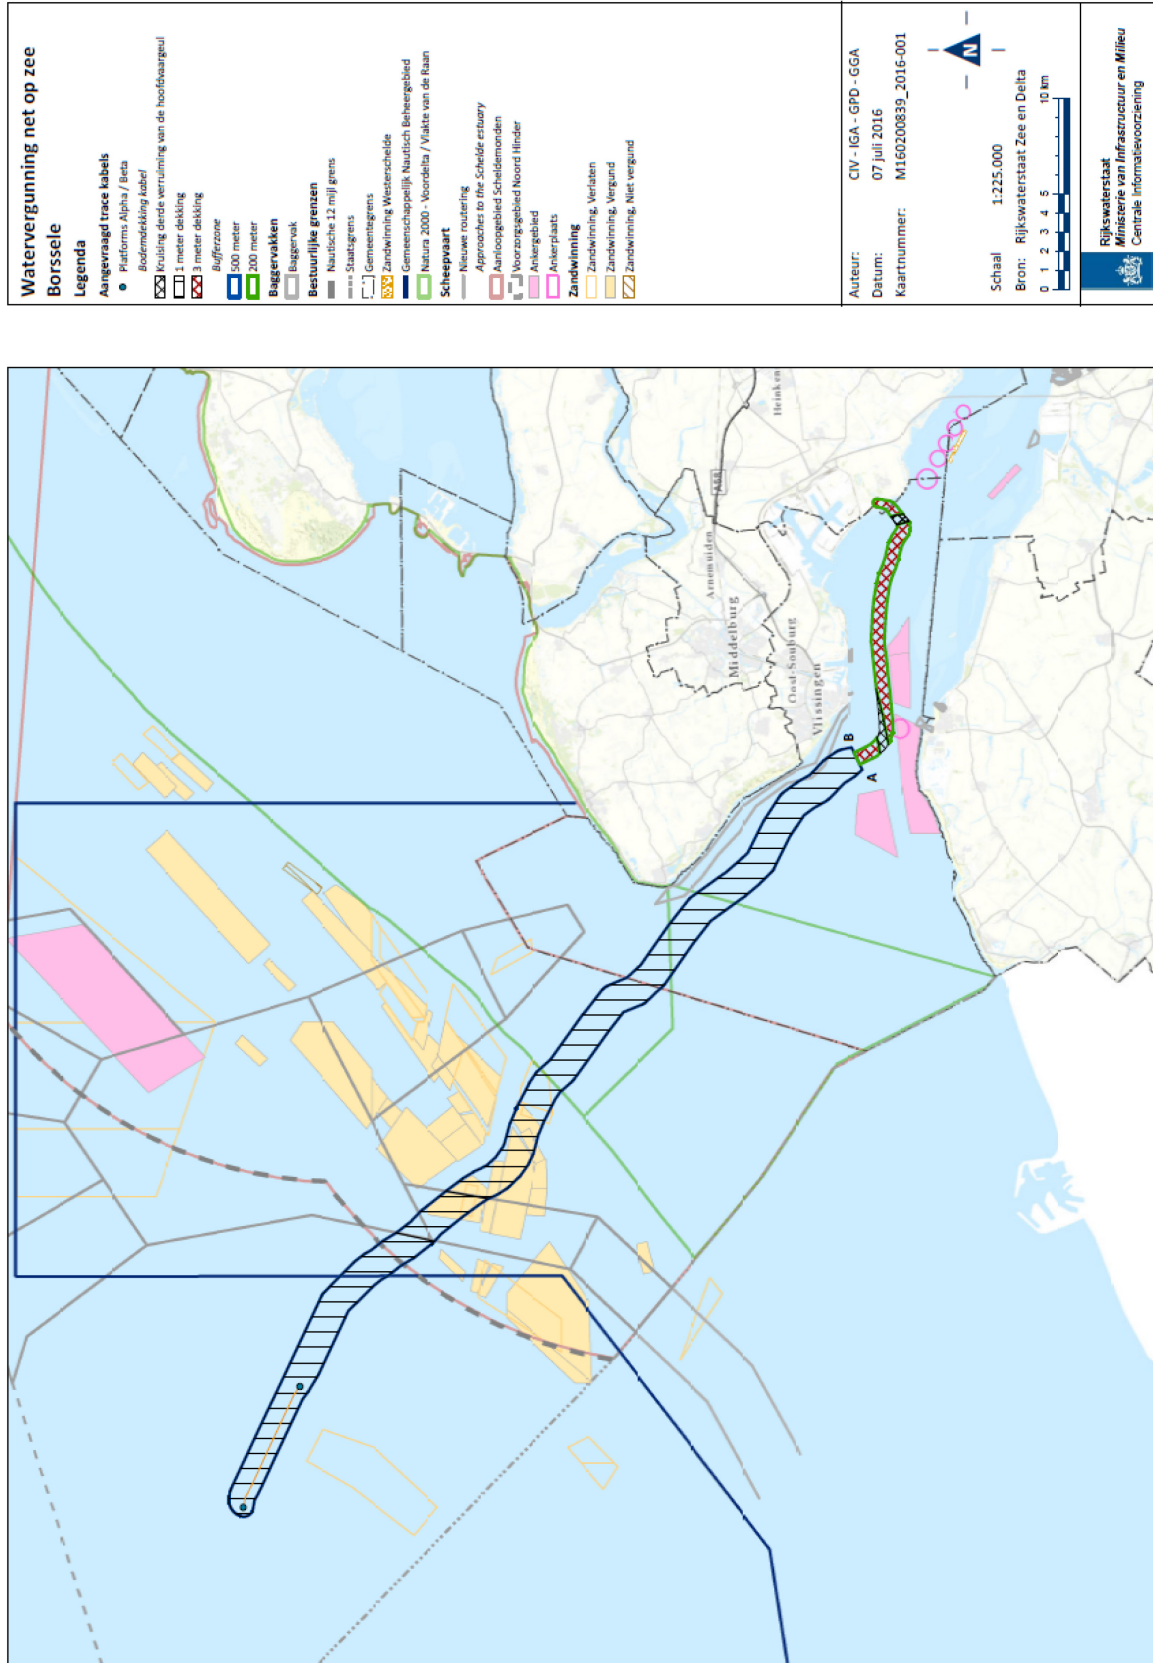 Watervergunning net op zee
Borssele
Legenda
Aangevraagd trace kabels
Platforms Alpha / Beta
Bodemdekking kabel
Kruising derde verruiming van de hoofdvaargeul
1 meter dekking
3 meter dekking
Bufferzone
500 meter
200 meter
Baggervakken
Baggervak
Bestuurlijke grenzen
Nautische 12 mijl grens
Staatsgrens
Gemeentegrens
Zandwinning Westerschelde
Gemeenschappelijk Nautisch Beheergebied
Natura 2000 - Voordelta / Vlakte van de Raan
Scheepvaart
Nieuwe routering
Approaches to the Schelde estuary
Aanloopgebied Scheldemonden
Voorzorgsgebied Noord Hinder
Ankergebied
Ankerplaats
Zandwinning
Zandwinning, Verlaten
Zandwinning, Vergund
Zandwinning, Niet vergund
Auteur: CIV - IGA - GPD - GGA
Datum: 07 juli 2016
Kaartnummer: M160200839_2016-001
N
Schaal 1:225.000
Bron: Rijkswaterstaat Zee en Delta
0 1 2 3 4 5 10 km
Rijkswaterstaat
Ministerie van Infrastructuur en Milieu
Centrale Informatievoorziening
A58
Arnemuiden
Middelburg
Oost-Souburg
Vlissingen
Heinken
B
A